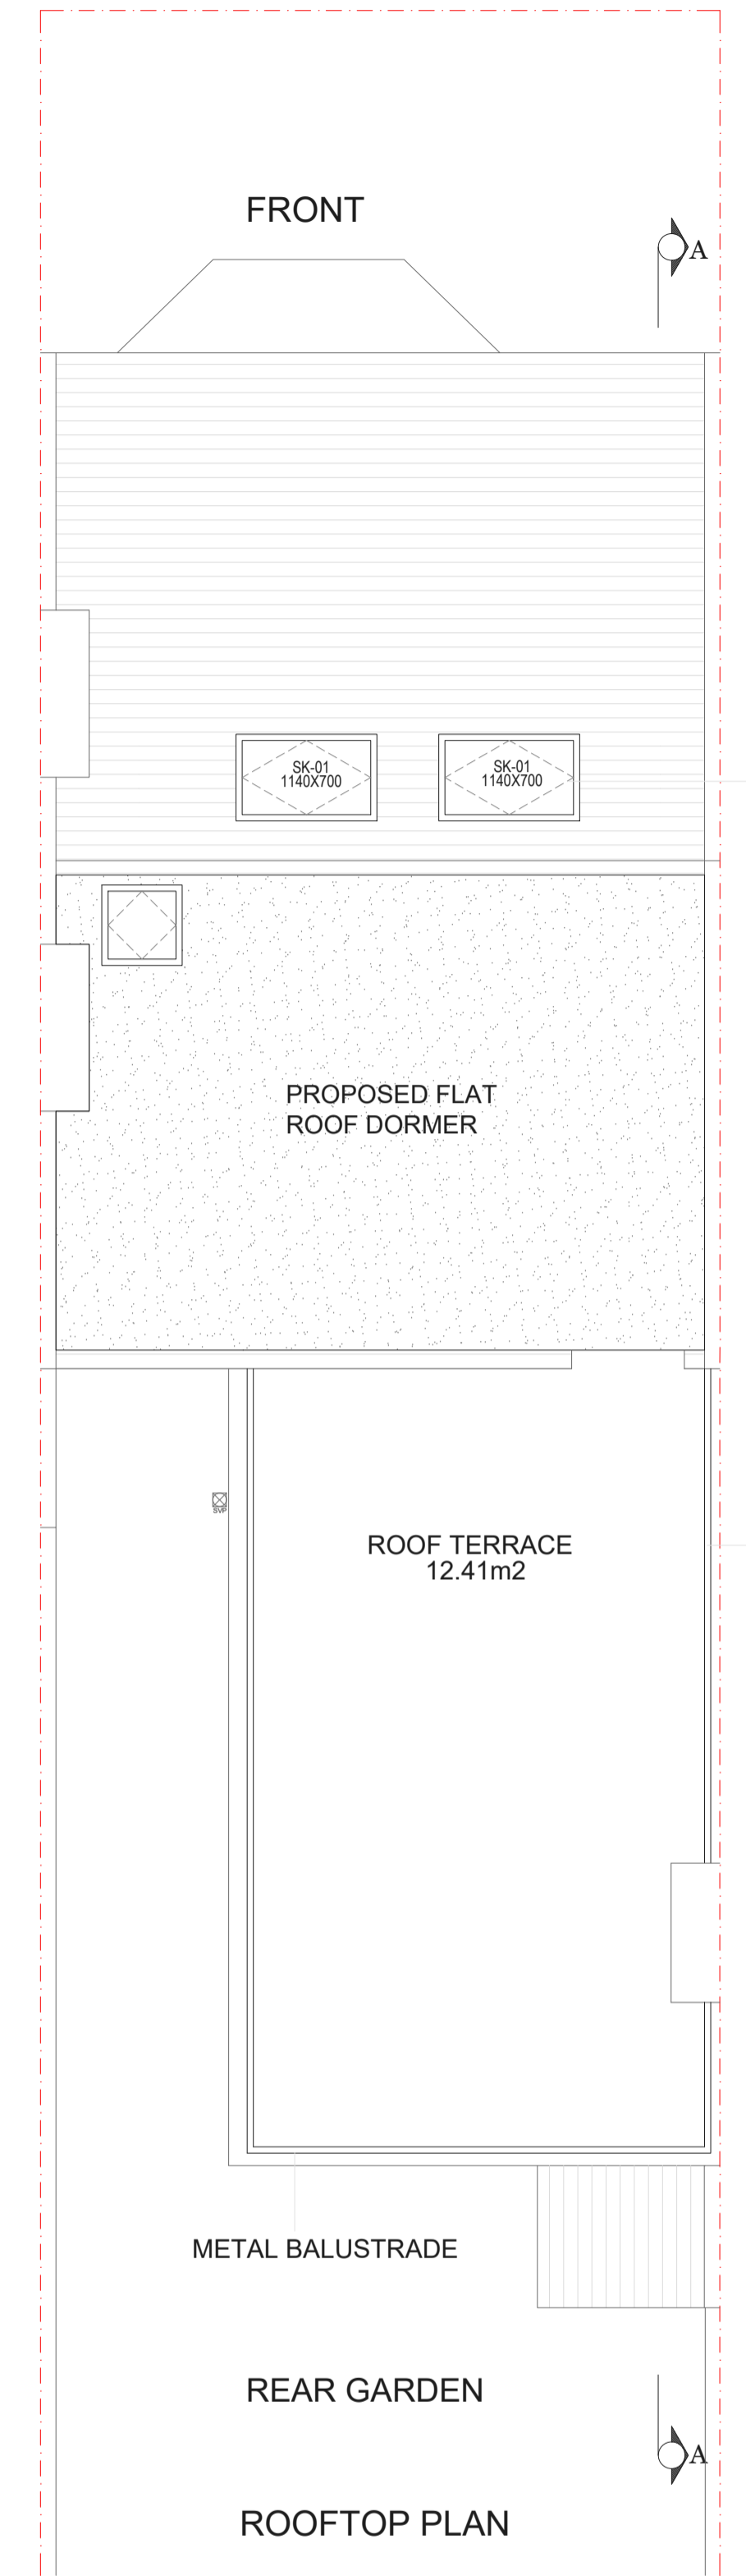 FRONT
A
SK-01
1140X700
SK-01
1140X700
PROPOSED FLAT
ROOF DORMER
SVP
ROOF TERRACE
12.41m2
METAL BALUSTRADE
REAR GARDEN
A
ROOFTOP PLAN